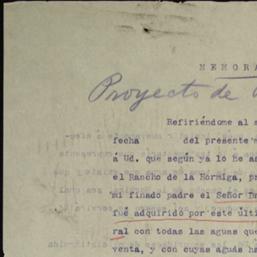 MEMORA
Proyecto de
Refiriéndome al
fecha del presente
a Ud. que según ya lo he
el Rancho de la Hormiga,
mi finado padre el Señor
fué adquirido por este
ral con todas las aguas que
venta, y con cuyas aguas